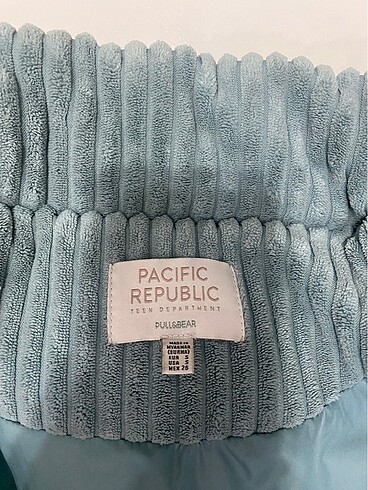 PACIFIC
REPUBLIC
TEEN DEPARTMENT
PULL&BEAR
MADE IN
MYANMAR
(BURMA)
EUR S
USA S
MEX 26